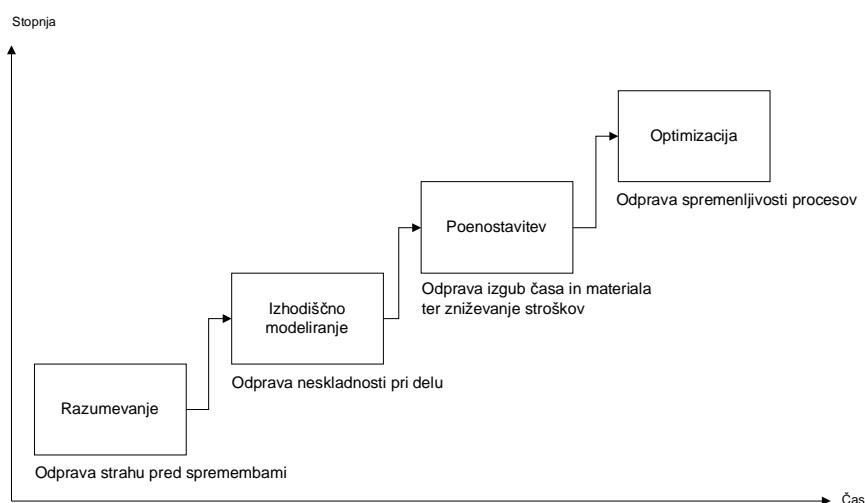 Stopnja
Optimizacija
Odprava spremenljivosti procesov
Poenostavitev
Odprava izgub časa in materiala
ter zniževanje stroškov
Izhodiščno
modeliranje
Odprava neskladnosti pri delu
Razumevanje
Odprava strahu pred spremembami
Čas